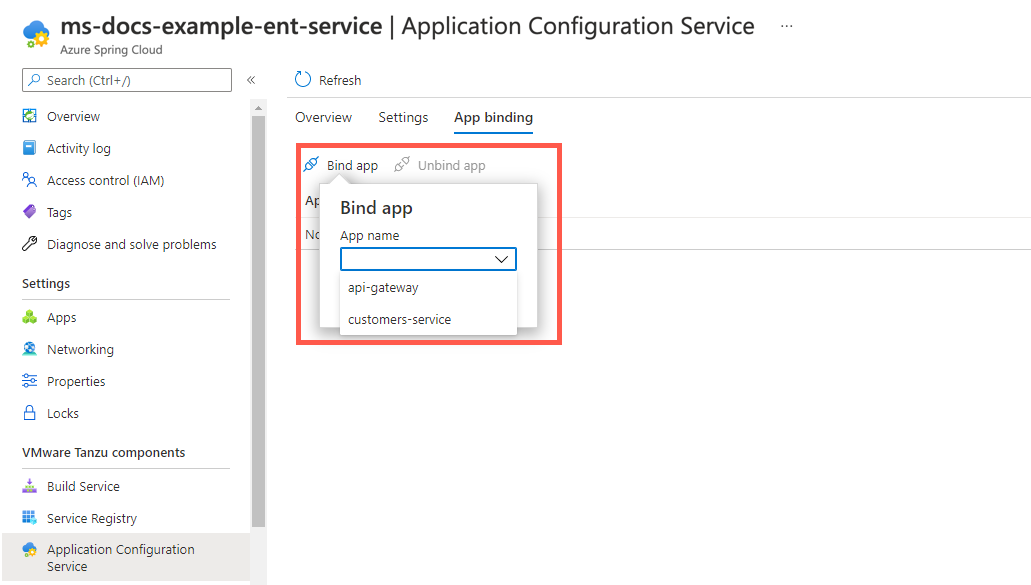 ms-docs-example-ent-service | Application Configuration Service ...
Azure Spring Cloud
Search (Ctrl+/)
«
Overview
Activity log
Access control (IAM)
Tags
Diagnose and solve problems
Settings
Apps
Networking
Properties
Locks
VMware Tanzu components
Build Service
Service Registry
Application Configuration
Service
Refresh
Overview Settings App binding
Bind app Unbind app
Ap
No
Bind app
App name
api-gateway
customers-service